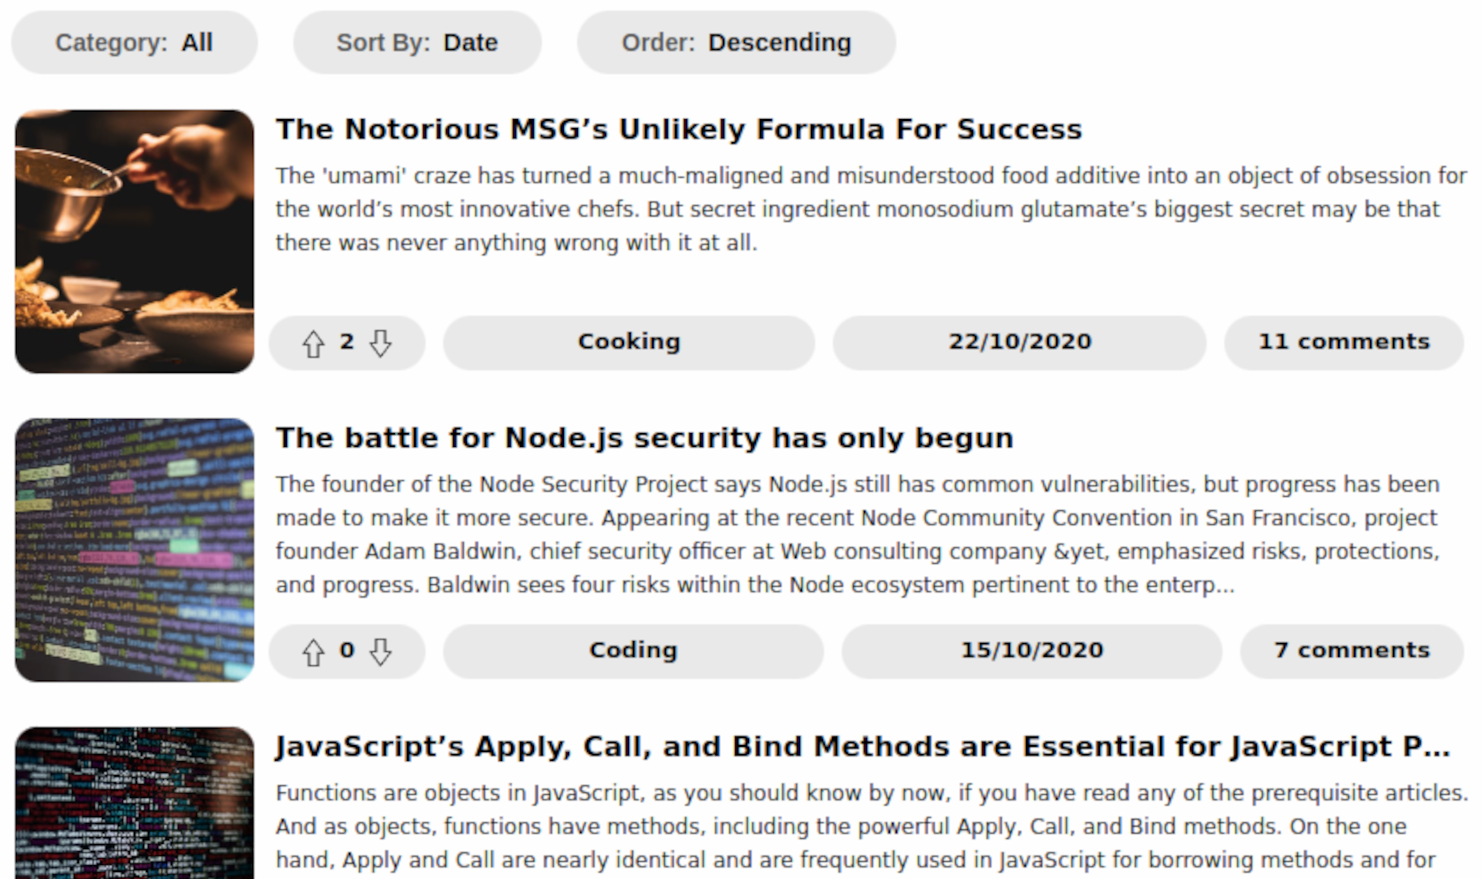 Category: All
Sort By: Date
Order: Descending
The Notorious MSG’s Unlikely Formula For Success
The 'umami' craze has turned a much-maligned and misunderstood food additive into an object of obsession for
the world’s most innovative chefs. But secret ingredient monosodium glutamate’s biggest secret may be that
there was never anything wrong with it at all.
2
Cooking
22/10/2020
11 comments
The battle for Node.js security has only begun
The founder of the Node Security Project says Node.js still has common vulnerabilities, but progress has been
made to make it more secure. Appearing at the recent Node Community Convention in San Francisco, project
founder Adam Baldwin, chief security officer at Web consulting company &yet, emphasized risks, protections,
and progress. Baldwin sees four risks within the Node ecosystem pertinent to the enterp...
0
Coding
15/10/2020
7 comments
JavaScript’s Apply, Call, and Bind Methods are Essential for JavaScript P...
Functions are objects in JavaScript, as you should know by now, if you have read any of the prerequisite articles.
And as objects, functions have methods, including the powerful Apply, Call, and Bind methods. On the one
hand, Apply and Call are nearly identical and are frequently used in JavaScript for borrowing methods and for